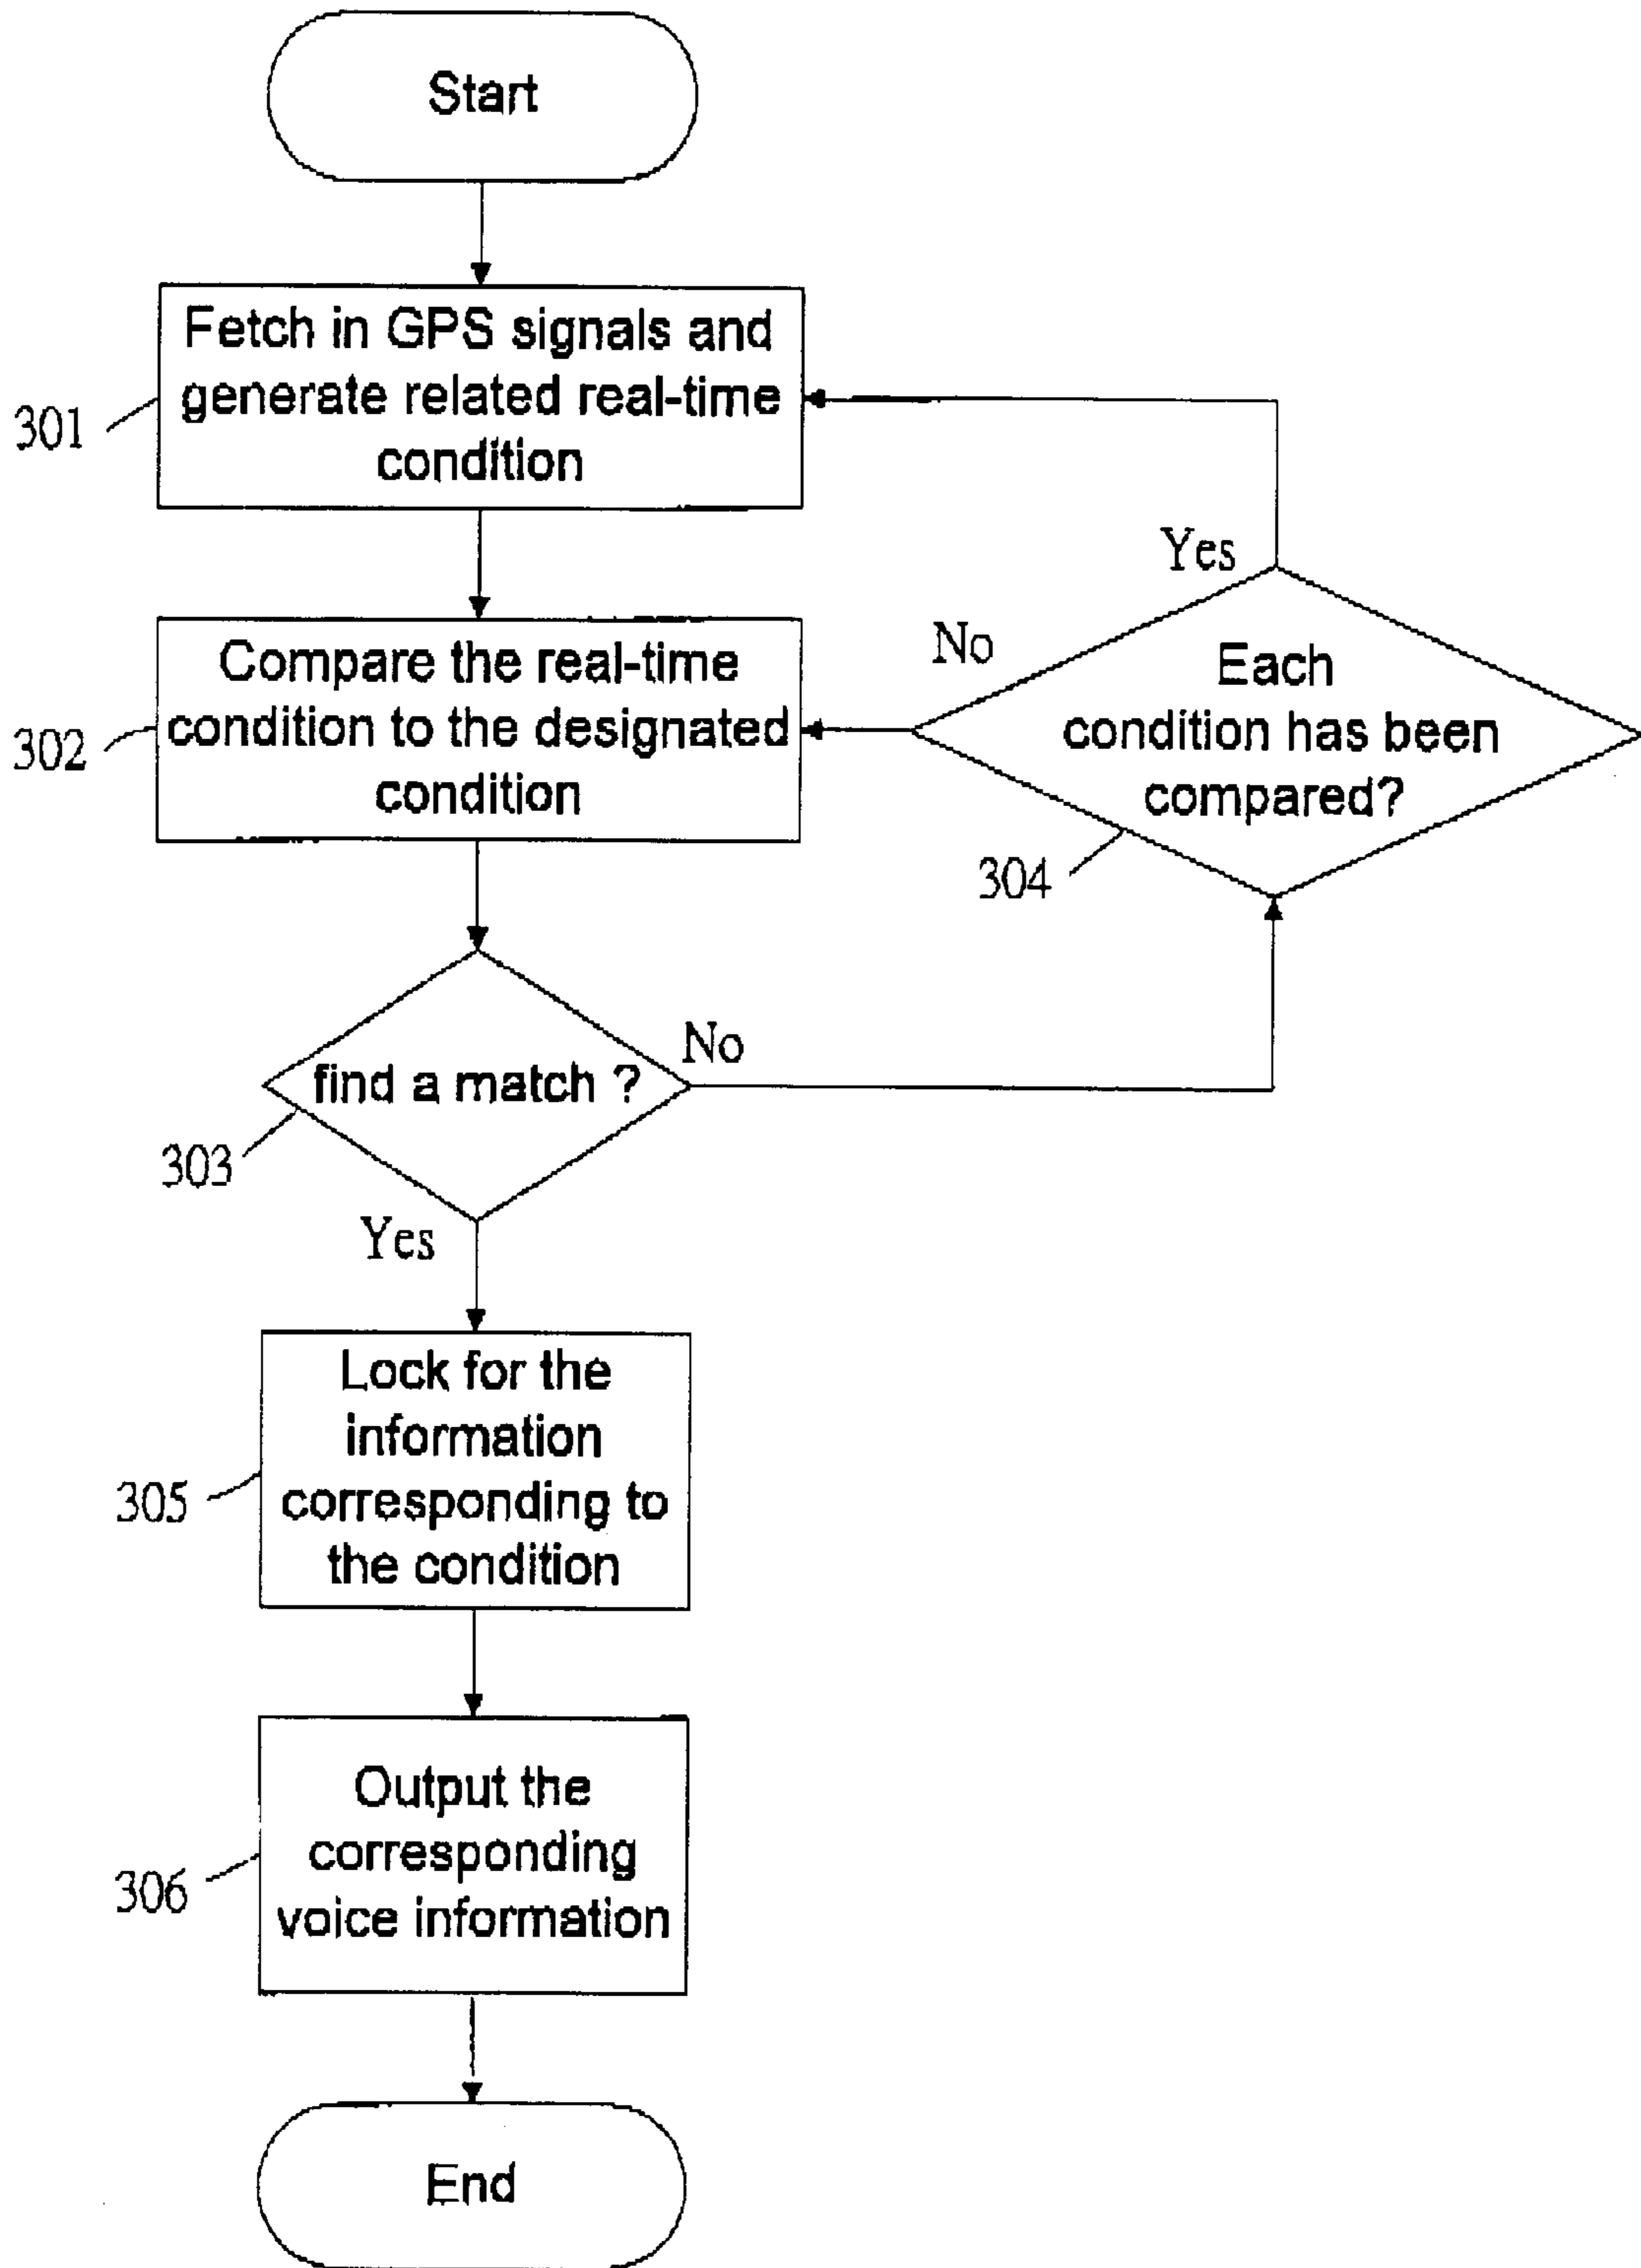 Start
Fetch in GPS signals and
generate related real-time
condition
301
Yes
No
Compare the real-time
condition to the designated
condition
302
Each
condition has been
compared?
304
find a match ?
No
303
Yes
Lock for the
information
corresponding to
the condition
305
Output the
corresponding
voice information
306
End